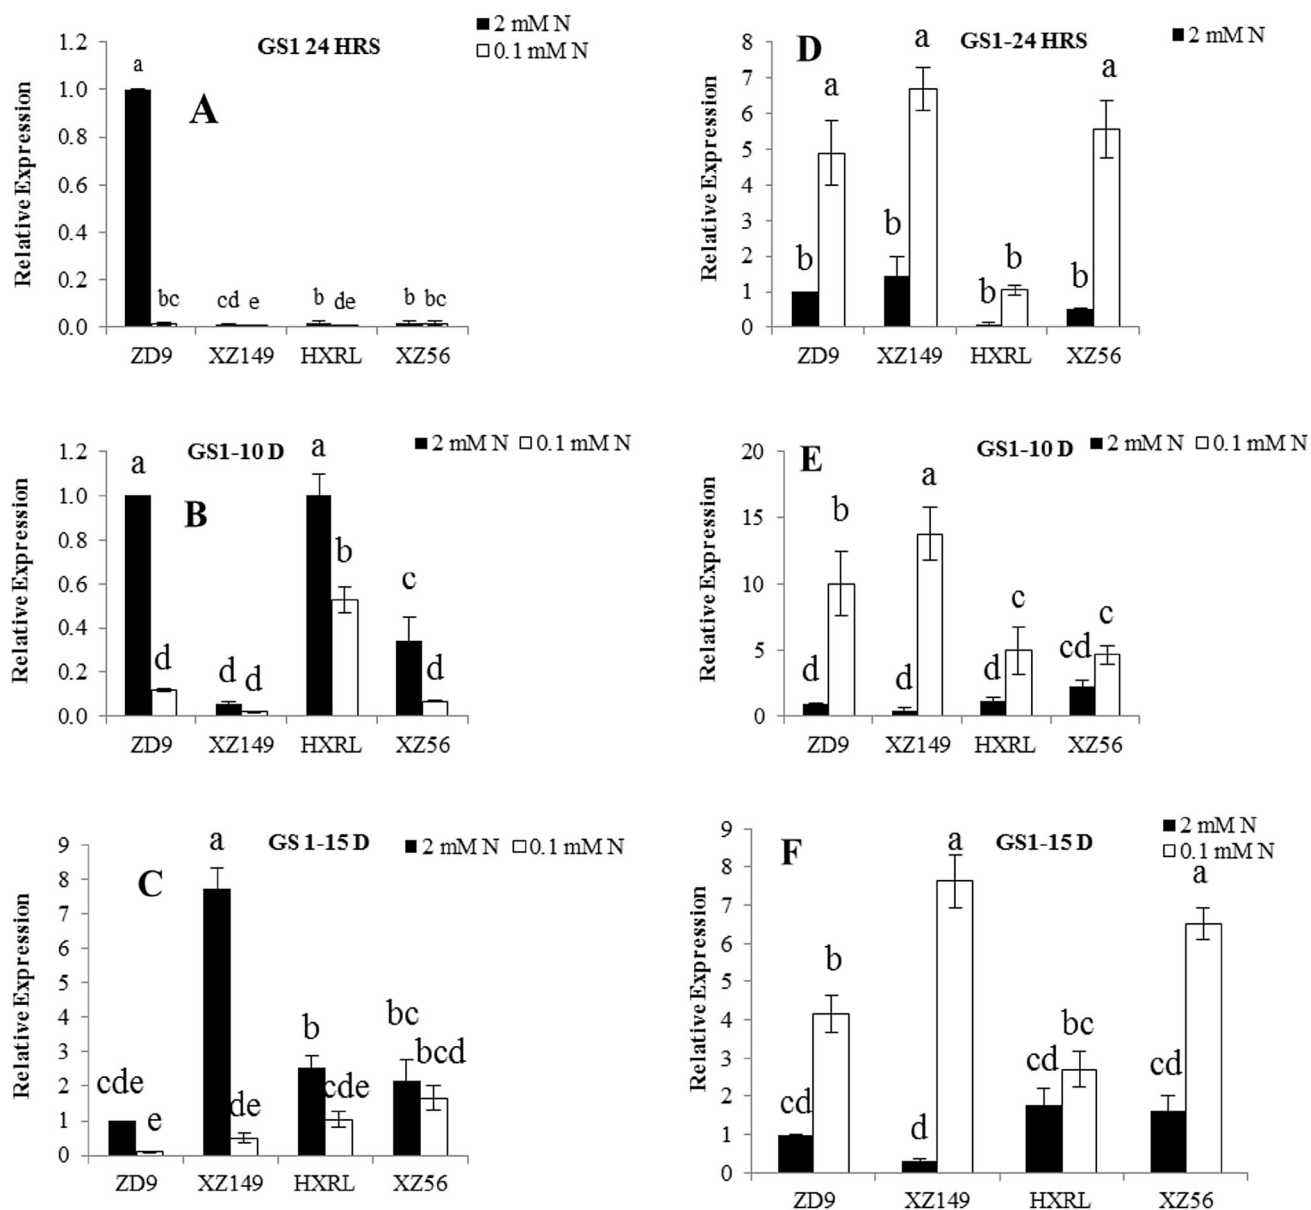 2 mM N
0.1 mM N
GS1 24 HRS
A
Relative Expression
1.2
1.0
0.8
0.6
0.4
0.2
0.0
a
bc
cd e
b de
b bc
ZD9 XZ149 HXRL XZ56
2 mM N
GS1-24 HRS
D
Relative Expression
8
7
6
5
4
3
2
1
0
b a
b a
b b
b a
ZD9 XZ149 HXRL XZ56
GS1-10 D
2 mM N 0.1 mM N
B
Relative Expression
1.2
1.0
0.8
0.6
0.4
0.2
0.0
a d
d d
a b
c d
ZD9 XZ149 HXRL XZ56
E
GS1-10 D 2 mM N 0.1 mM N
Relative Expression
20
15
10
5
0
d b
d a
d c
cd c
ZD9 XZ149 HXRL XZ56
GS 1-15 D
2 mM N 0.1 mM N
C
Relative Expression
9
8
7
6
5
4
3
2
1
0
cde e
a de
b cde
bc bcd
ZD9 XZ149 HXRL XZ56
F
GS1-15 D
2 mM N
0.1 mM N
Relative Expression
9
8
7
6
5
4
3
2
1
0
cd b
d a
cd bc
cd a
ZD9 XZ149 HXRL XZ56